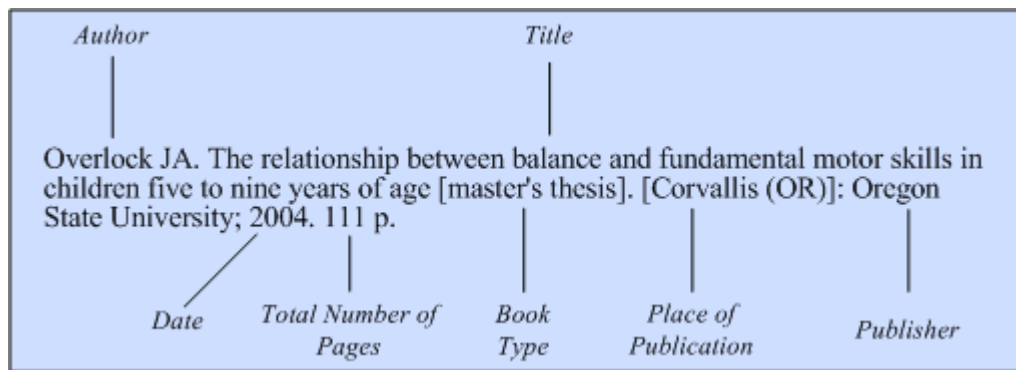 Author
Title
Overlock JA. The relationship between balance and fundamental motor skills in
children five to nine years of age [master's thesis]. [Corvallis (OR)]: Oregon
State University; 2004. 111 p.
Date
Total Number of
Pages
Book
Type
Place of
Publication
Publisher